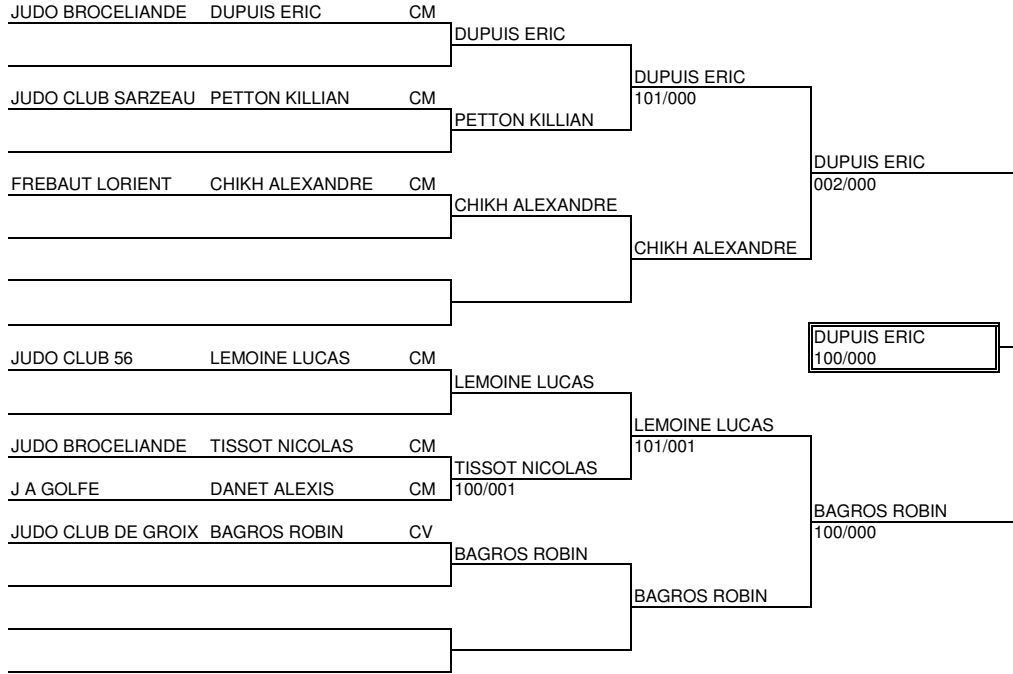 JUDO BROCELIANDE DUPUIS ERIC CM
DUPUIS ERIC
DUPUIS ERIC
101/000
JUDO CLUB SARZEAU PETTON KILLIAN CM
PETTON KILLIAN
DUPUIS ERIC
002/000
FREBAUT LORIENT CHIKH ALEXANDRE CM
CHIKH ALEXANDRE
CHIKH ALEXANDRE
DUPUIS ERIC
100/000
JUDO CLUB 56 LEMOINE LUCAS CM
LEMOINE LUCAS
LEMOINE LUCAS
101/001
JUDO BROCELIANDE TISSOT NICOLAS CM
TISSOT NICOLAS
100/001
J A GOLFE DANET ALEXIS CM
BAGROS ROBIN
100/000
JUDO CLUB DE GROIX BAGROS ROBIN CV
BAGROS ROBIN
BAGROS ROBIN